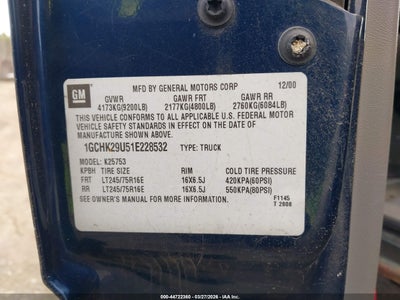 GM
MFD BY GENERAL MOTORS CORP 12/00
GVWR GAWR FRT GAWR RR
4173KG(9200LB) 2177KG(4800LB) 2760KG(6084LB)
THIS VEHICLE CONFORMS TO ALL APPLICABLE U.S. FEDERAL MOTOR
VEHICLE SAFETY STANDARDS IN EFFECT ON THE DATE OF
MANUFACTURE SHOWN ABOVE.
1GCHK29U51E228532 TYPE: TRUCK
MODEL: K25753
KPBH TIRE SIZE RIM COLD TIRE PRESSURE
FRT LT245/75R16E 16X6.5J 420KPA(60PSI)
RR LT245/75R16E 16X6.5J 550KPA(80PSI)
SEE OWNER'S MANUAL FOR MORE INFORMATION.
F1145
T 2808
000-44722360 - 03/27/2026 - IAA